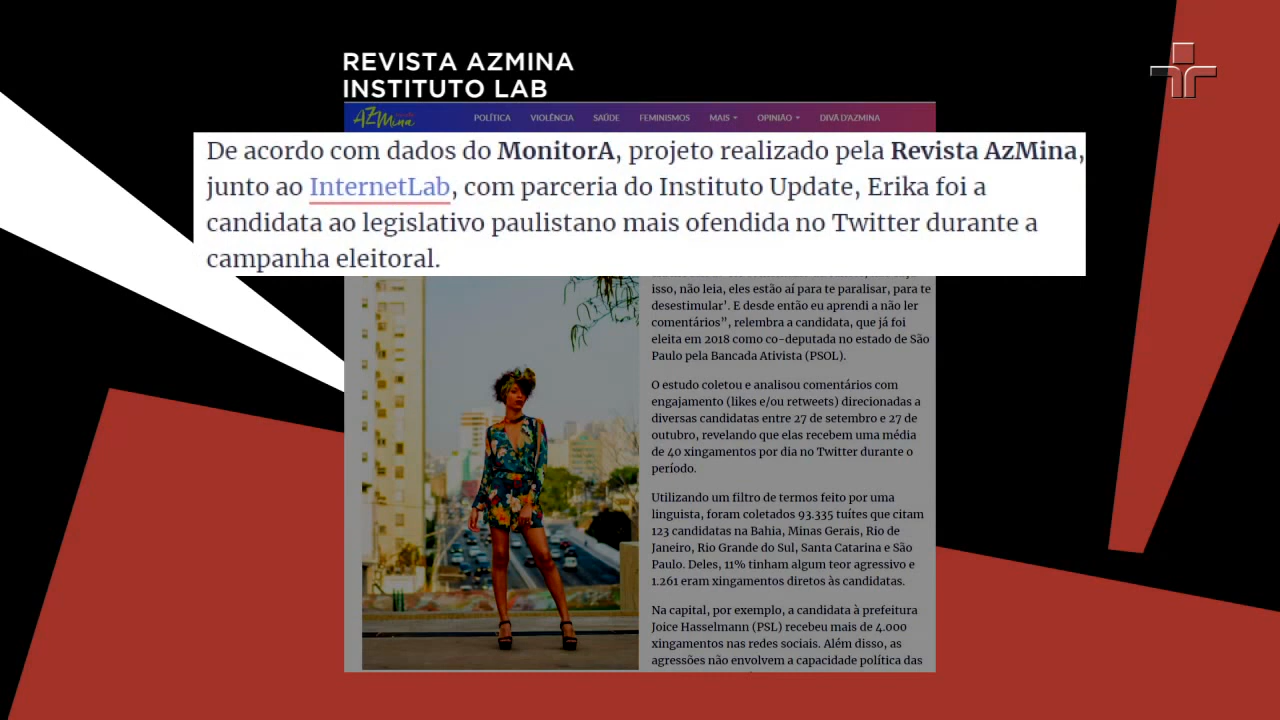 REVISTA AZMINA
INSTITUTO LAB
AZMina
POLÍTICA VIOLÊNCIA SAÚDE FEMINISMOS MAIS OPINIÃO DIVÃ D'AZMINA
De acordo com dados do MonitorA, projeto realizado pela Revista AzMina,
junto ao InternetLab, com parceria do Instituto Update, Erika foi a
candidata ao legislativo paulistano mais ofendida no Twitter durante a
campanha eleitoral.
isso, não leia, eles estão aí para te paralisar, para te
desestimular'. E desde então eu aprendi a não ler
comentários”, relembra a candidata, que já foi
eleita em 2018 como co-deputada no estado de São
Paulo pela Bancada Ativista (PSOL).
O estudo coletou e analisou comentários com
engajamento (likes e/ou retweets) direcionadas a
diversas candidatas entre 27 de setembro e 27 de
outubro, revelando que elas recebem uma média
de 40 xingamentos por dia no Twitter durante o
período.
Utilizando um filtro de termos feito por uma
linguista, foram coletados 93.335 tuítes que citam
123 candidatas na Bahia, Minas Gerais, Rio de
Janeiro, Rio Grande do Sul, Santa Catarina e São
Paulo. Deles, 11% tinham algum teor agressivo e
1.261 eram xingamentos diretos às candidatas.
Na capital, por exemplo, a candidata à prefeitura
Joice Hasselmann (PSL) recebeu mais de 4.000
xingamentos nas redes sociais. Além disso, as
agressões não envolvem a capacidade política das